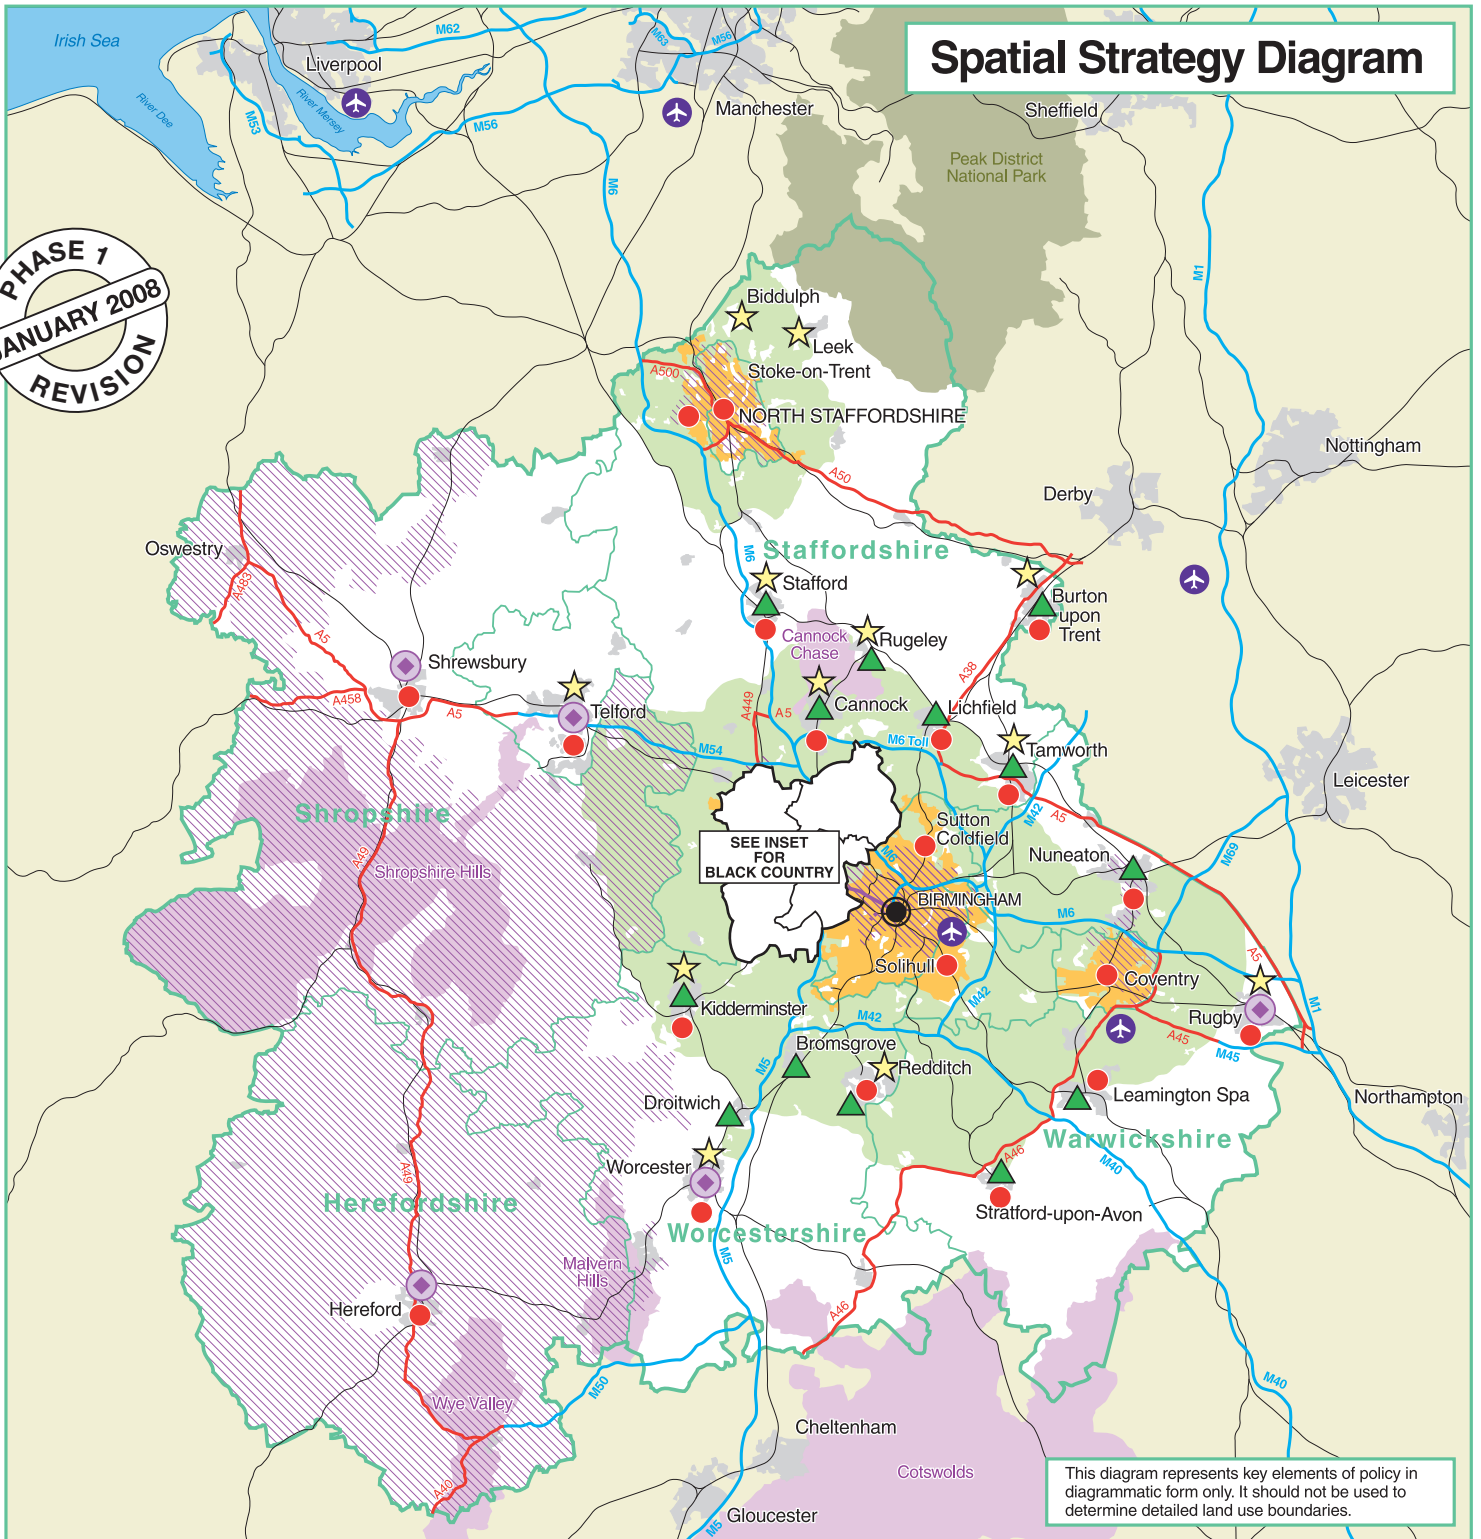 Spatial Strategy Diagram
Irish Sea
Liverpool
River Dee
River Mersey
M62
M63
M56
M53
M56
M6
Manchester
Sheffield
Peak District
National Park
M1
PHASE 1
JANUARY 2008
REVISION
Biddulph
Leek
Stoke-on-Trent
A500
NORTH STAFFORDSHIRE
A50
Nottingham
Derby
Oswestry
A483
A5
M6
Staffordshire
Stafford
Burton
upon
Trent
Cannock
Chase
Rugeley
A38
Shrewsbury
A458
A5
Telford
A449
A5
Cannock
Lichfield
M54
M6 Toll
Tamworth
Leicester
Shropshire
A49
Shropshire Hills
SEE INSET
FOR
BLACK COUNTRY
Sutton
Coldfield
M42
A5
Nuneaton
M69
M6
BIRMINGHAM
M6
Solihull
Coventry
A5
M42
M1
Kidderminster
M42
Rugby
A45
M45
Bromsgrove
M5
Redditch
Leamington Spa
Northampton
Droitwich
Warwickshire
Worcester
A46
M40
A49
Herefordshire
Stratford-upon-Avon
Worcestershire
M5
Malvern
Hills
Hereford
A46
M50
M40
Wye Valley
Cheltenham
Cotswolds
A40
Gloucester
M5
This diagram represents key elements of policy in
diagrammatic form only. It should not be used to
determine detailed land use boundaries.